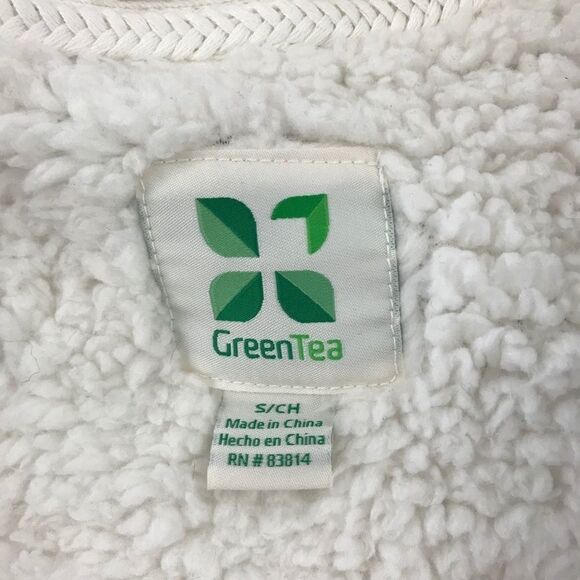 GreenTea
S/CH
Made in China
Hecho en China
RN # 83814